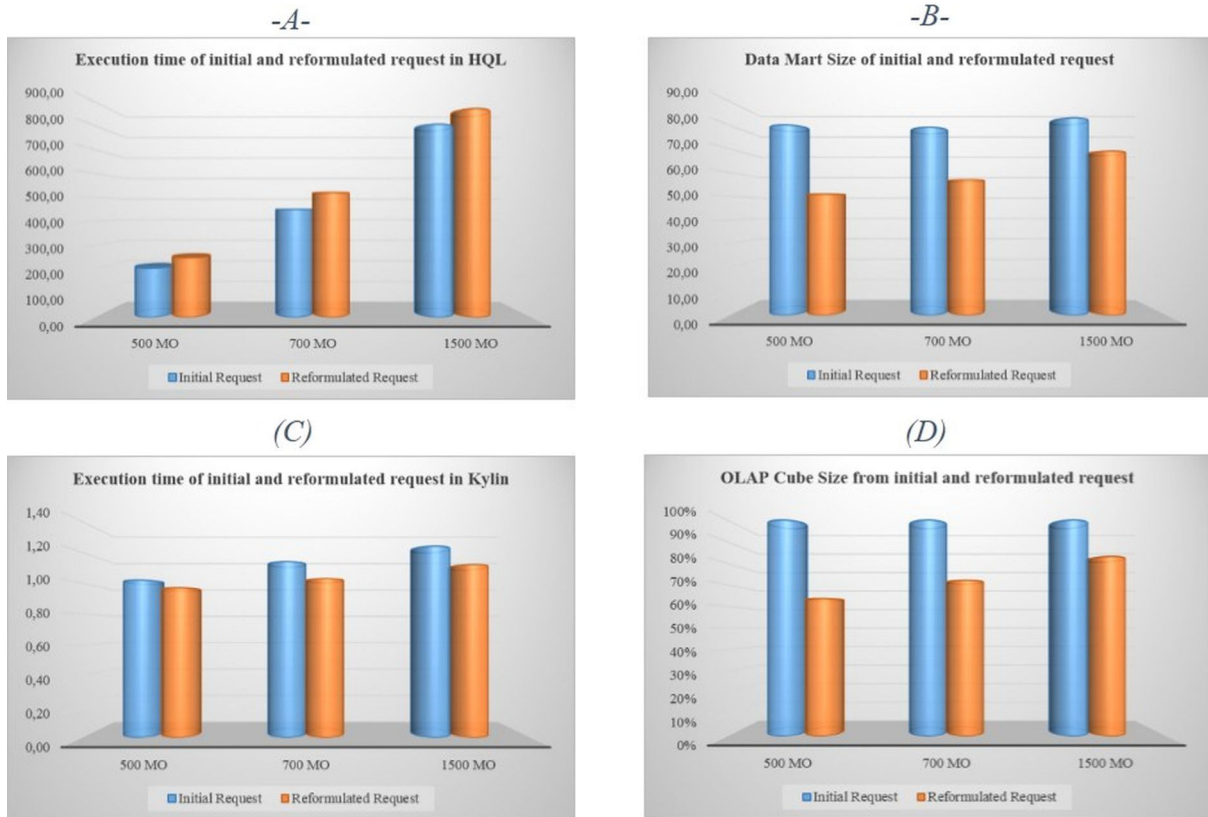 -A-
Execution time of initial and reformulated request in HQL
900,00
800,00
700,00
600,00
500,00
400,00
300,00
200,00
100,00
0,00
500 MO 700 MO 1500 MO
Initial Request Reformulated Request
-B-
Data Mart Size of initial and reformulated request
90,00
80,00
70,00
60,00
50,00
40,00
30,00
20,00
10,00
0,00
500 MO 700 MO 1500 MO
Initial Request Reformulated Request
(C)
Execution time of initial and reformulated request in Kylin
1,40
1,20
1,00
0,80
0,60
0,40
0,20
0,00
500 MO 700 MO 1500 MO
Initial Request Reformulated Request
(D)
OLAP Cube Size from initial and reformulated request
100%
90%
80%
70%
60%
50%
40%
30%
20%
10%
0%
500 MO 700 MO 1500 MO
Initial Request Reformulated Request